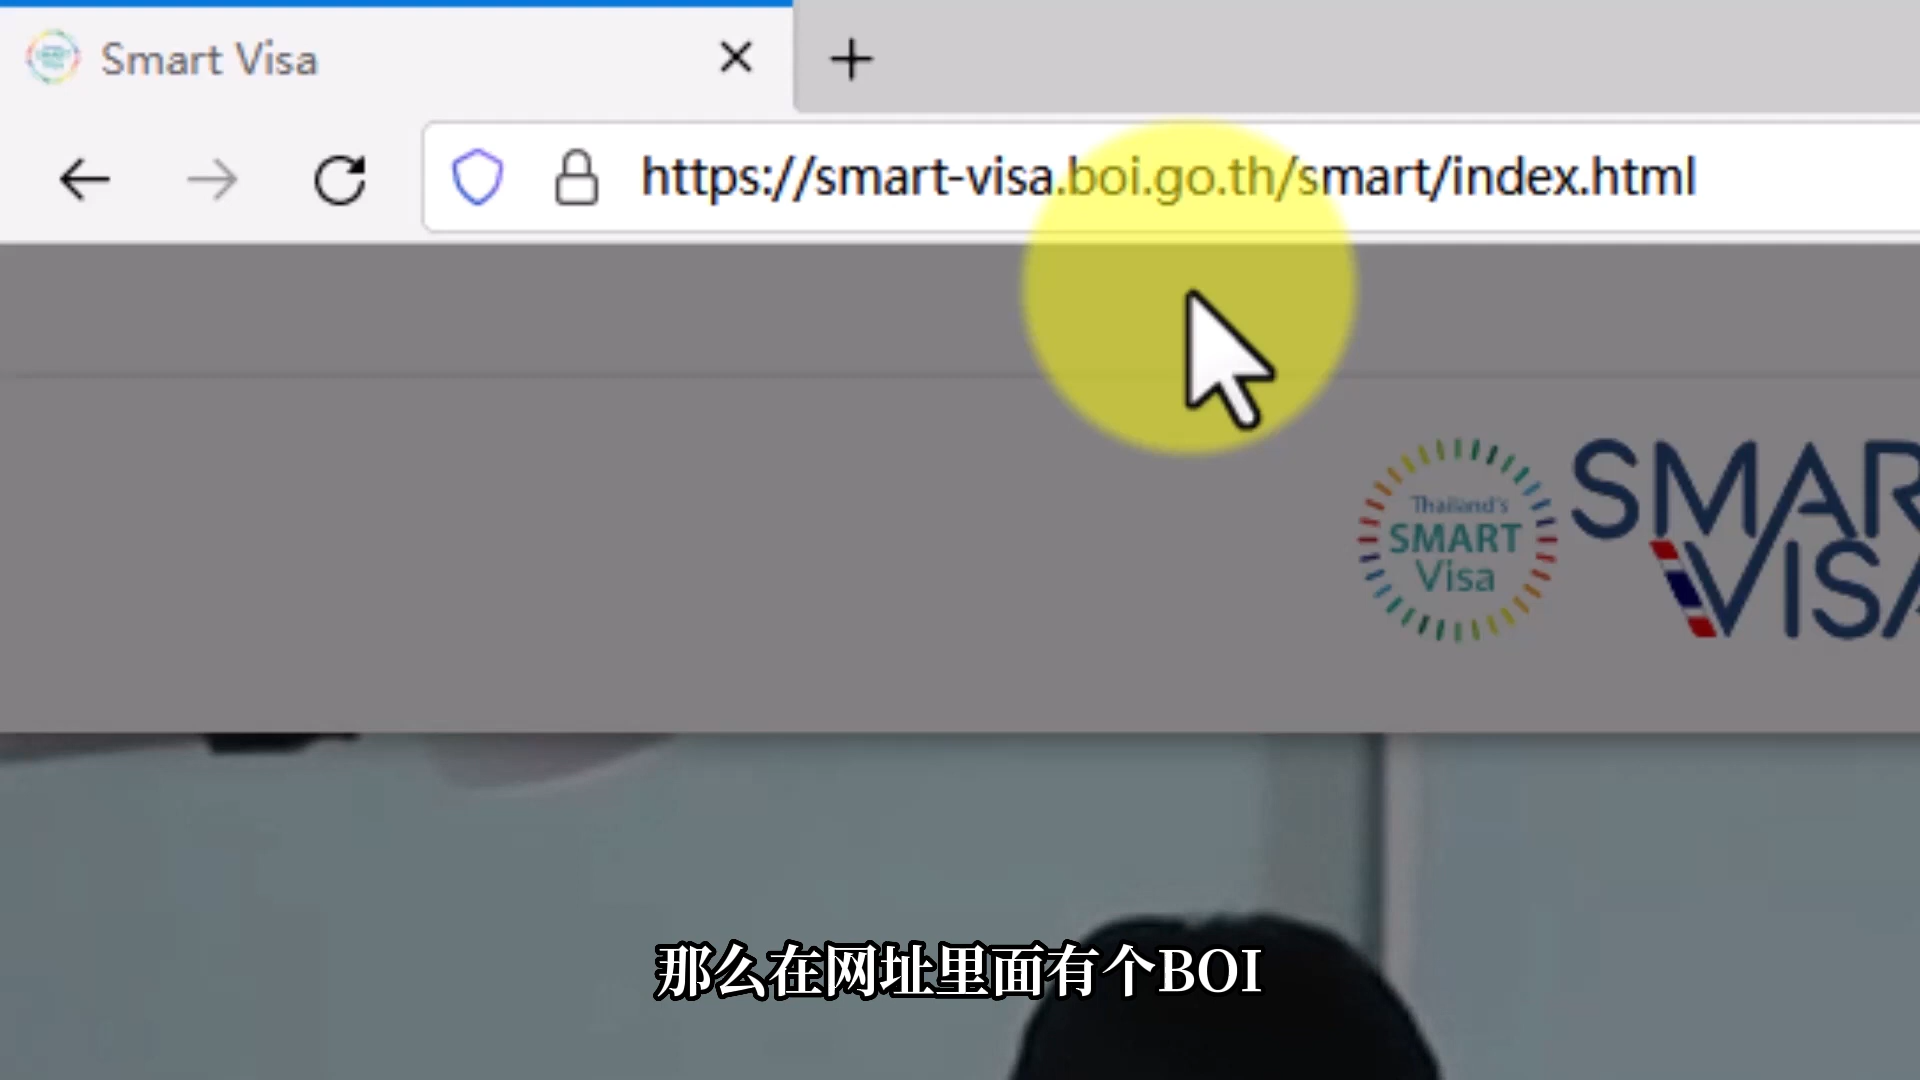 Smart Visa
https://smart-visa.boi.go.th/smart/index.html
Thailand's
SMART
Visa
SMAR
VISA
那么在网址里面有个BOI